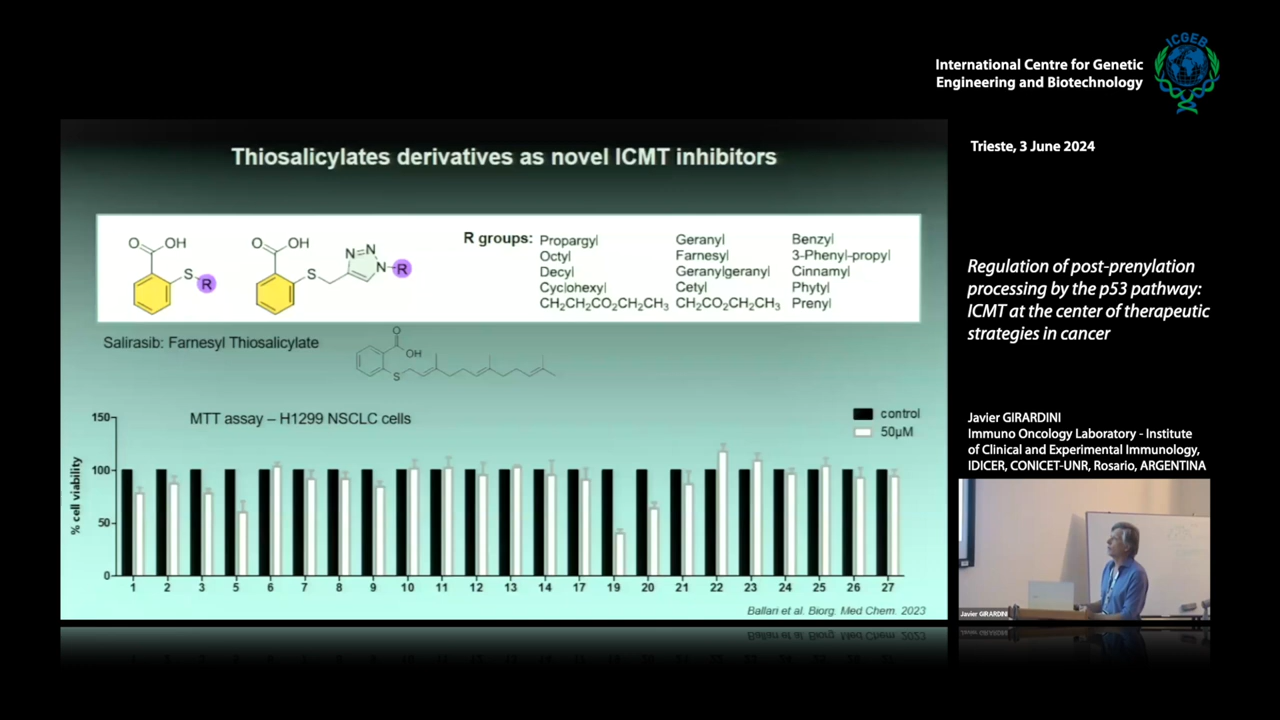 ICGEB
International Centre for Genetic
Engineering and Biotechnology
Trieste, 3 June 2024
Regulation of post-prenylation
processing by the p53 pathway:
ICMT at the center of therapeutic
strategies in cancer
Javier GIRARDINI
Immuno Oncology Laboratory - Institute
of Clinical and Experimental Immunology,
IDICER, CONICET-UNR, Rosario, ARGENTINA
Javier GIRARDINI
Thiosalicylates derivatives as novel ICMT inhibitors
O OH
S
R
O OH
S
N=N
N
R
R groups:
Propargyl Geranyl Benzyl
Octyl Farnesyl 3-Phenyl-propyl
Decyl Geranylgeranyl Cinnamyl
Cyclohexyl Cetyl Phytyl
CH₂CH₂CO₂CH₂CH₃ CH₂CO₂CH₂CH₃ Prenyl
Salirasib: Farnesyl Thiosalicylate
O
OH
S
MTT assay – H1299 NSCLC cells
control
50µM
% cell viability
150
100
50
0
1 2 3 5 6 7 8 9 10 11 12 13 14 17 19 20 21 22 23 24 25 26 27
Ballari et al. Biorg. Med Chem. 2023